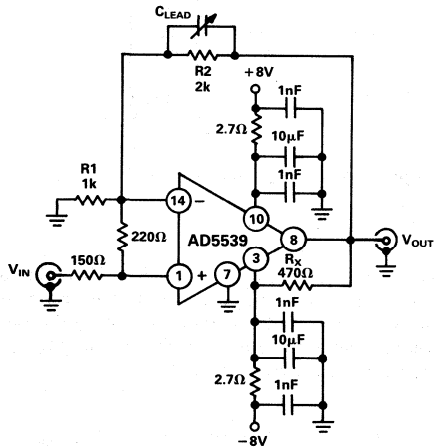 CLEAD
R2
2k
+8V
1nF
2.7Ω
10μF
1nF
R1
1k
14
−
10
220Ω
AD5539
8
VOUT
VIN
150Ω
1
+
7
3
RX
470Ω
1nF
10μF
2.7Ω
1nF
−8V